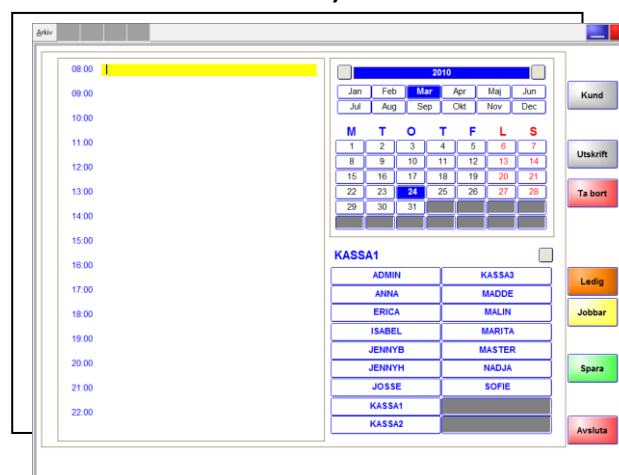 Arkiv
08:00
09:00
10:00
11:00
12:00
13:00
14:00
15:00
16:00
17:00
18:00
19:00
20:00
21:00
22:00
2010
Jan Feb Mar Apr Maj Jun
Jul Aug Sep Okt Nov Dec
M T O T F L S
1 2 3 4 5 6 7
8 9 10 11 12 13 14
15 16 17 18 19 20 21
22 23 24 25 26 27 28
29 30 31
KASSA1
ADMIN KASSA3
ANNA MADDE
ERICA MALIN
ISABEL MARITA
JENNYB MASTER
JENNYH NADJA
JOSSE SOFIE
KASSA1
KASSA2
Kund
Utskrift
Ta bort
Ledig
Jobbar
Spara
Avsluta